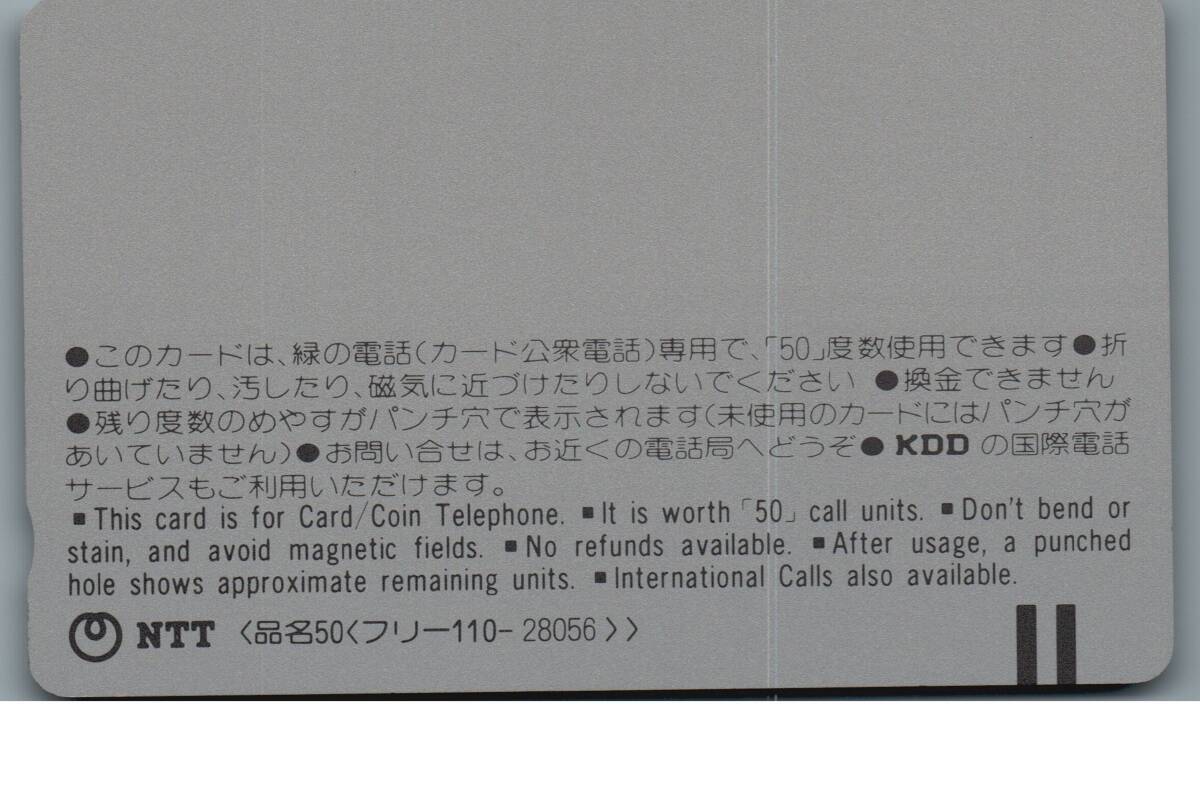 ●このカードは、緑の電話(カード公衆電話)専用で、「50」度数使用できます●折
り曲げたり、汚したり、磁気に近づけたりしないでください ●換金できません
●残り度数のめやすがパンチ穴で表示されます(未使用のカードにはパンチ穴が
あいていません)●お問い合せは、お近くの電話局へどうぞ● KDD の国際電話
サービスもご利用いただけます。
■This card is for Card/Coin Telephone. ■It is worth「50」call units. ■Don't bend or
stain, and avoid magnetic fields. ■No refunds available. ■After usage, a punched
hole shows approximate remaining units. ■International Calls also available.
NTT 〈品名50〈フリー110-28056〉〉